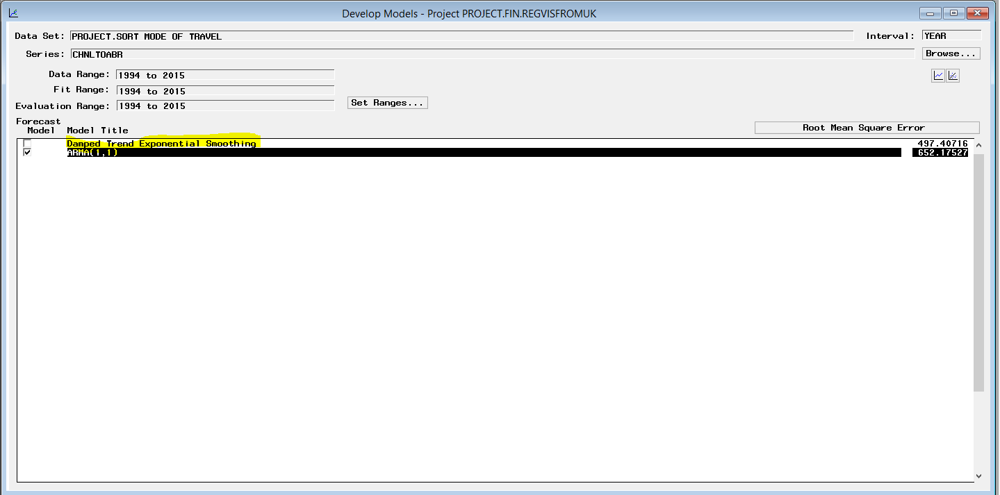 Develop Models - Project PROJECT.FIN.REGVISFROMUK
Data Set: PROJECT.SORT MODE OF TRAVEL Interval: YEAR
Series: CHNLTOABR Browse...
Data Range: 1994 to 2015
Fit Range: 1994 to 2015
Evaluation Range: 1994 to 2015 Set Ranges...
Forecast
Model Model Title Root Mean Square Error
Damped Trend Exponential Smoothing 497.40716
ARMA(1,1) 652.17527